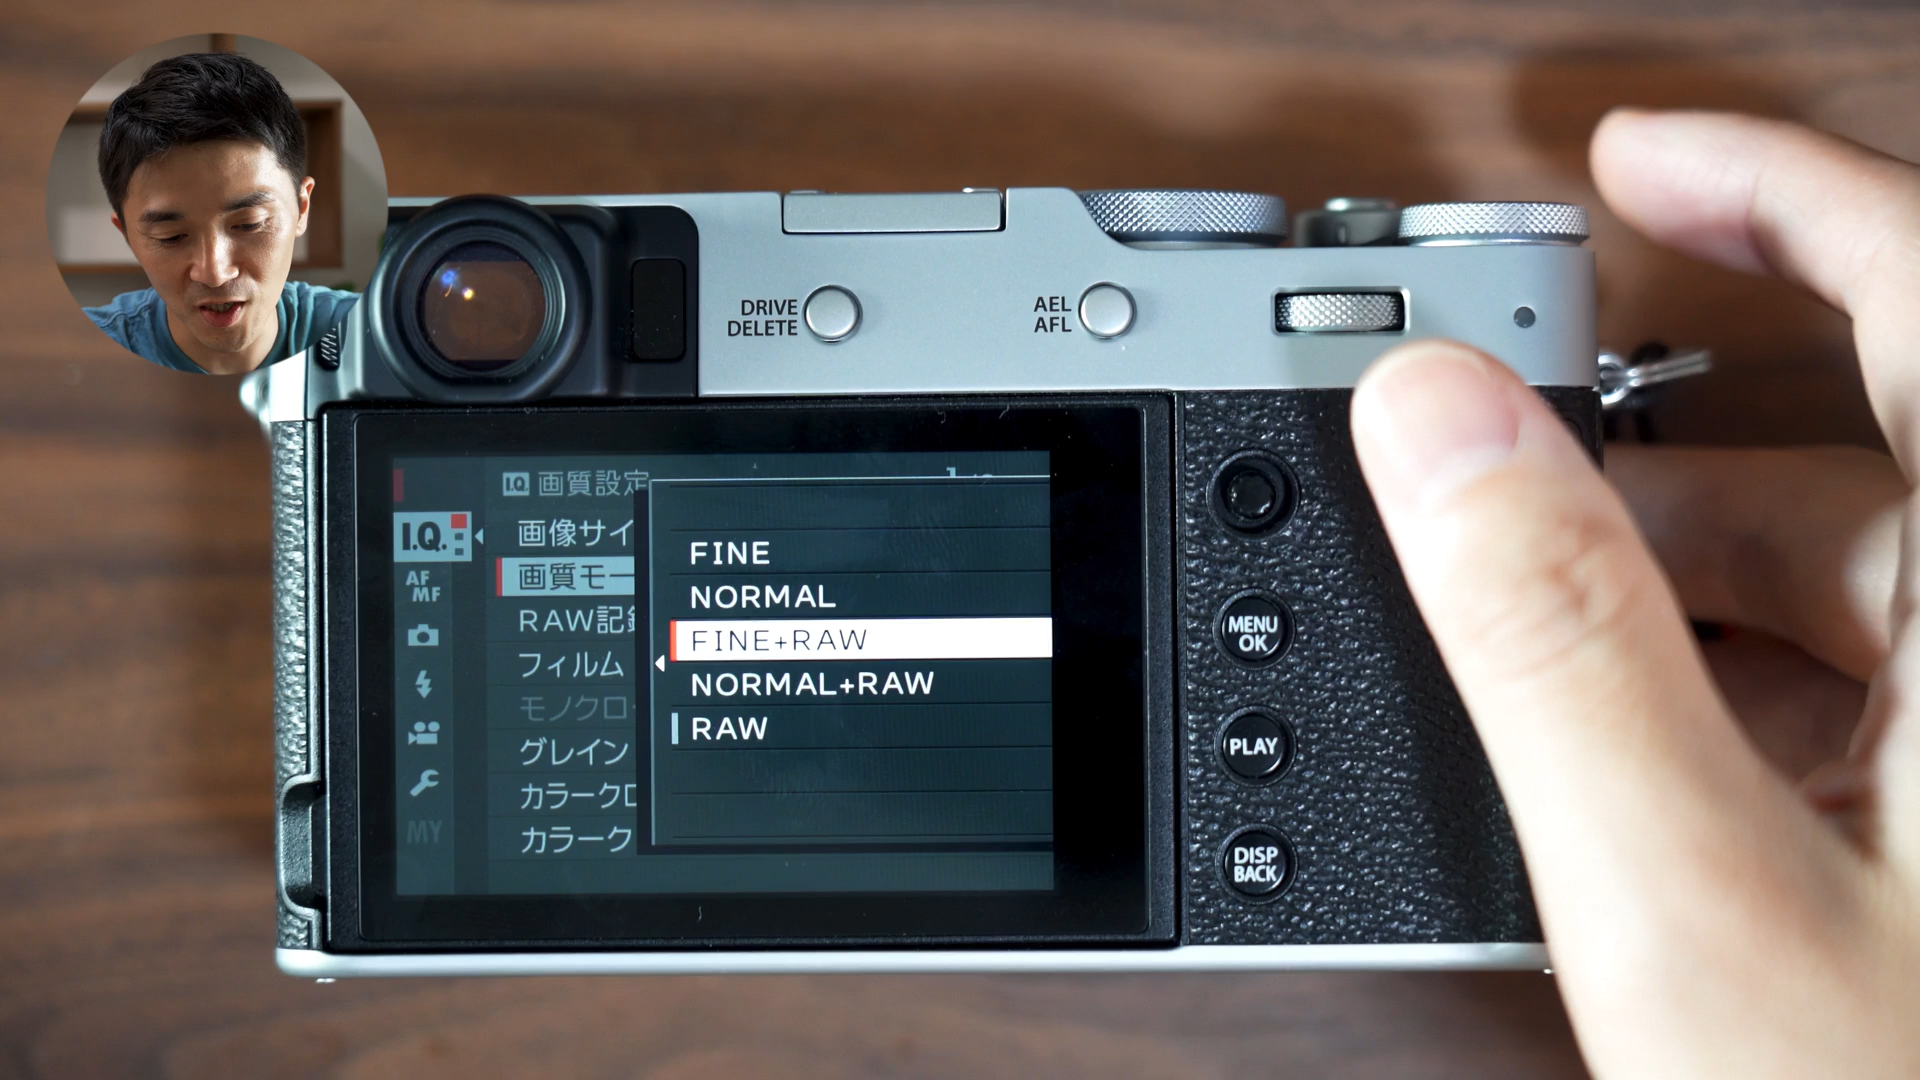 DRIVE
DELETE
AEL
AFL
I.Q. 画質設定
I.Q.
画像サイ
画質モー
RAW記
フィルム
モノクロ
グレイン
カラーク
カラーク
AF
MF
MY
FINE
NORMAL
FINE+RAW
NORMAL+RAW
RAW
MENU
OK
PLAY
DISP
BACK